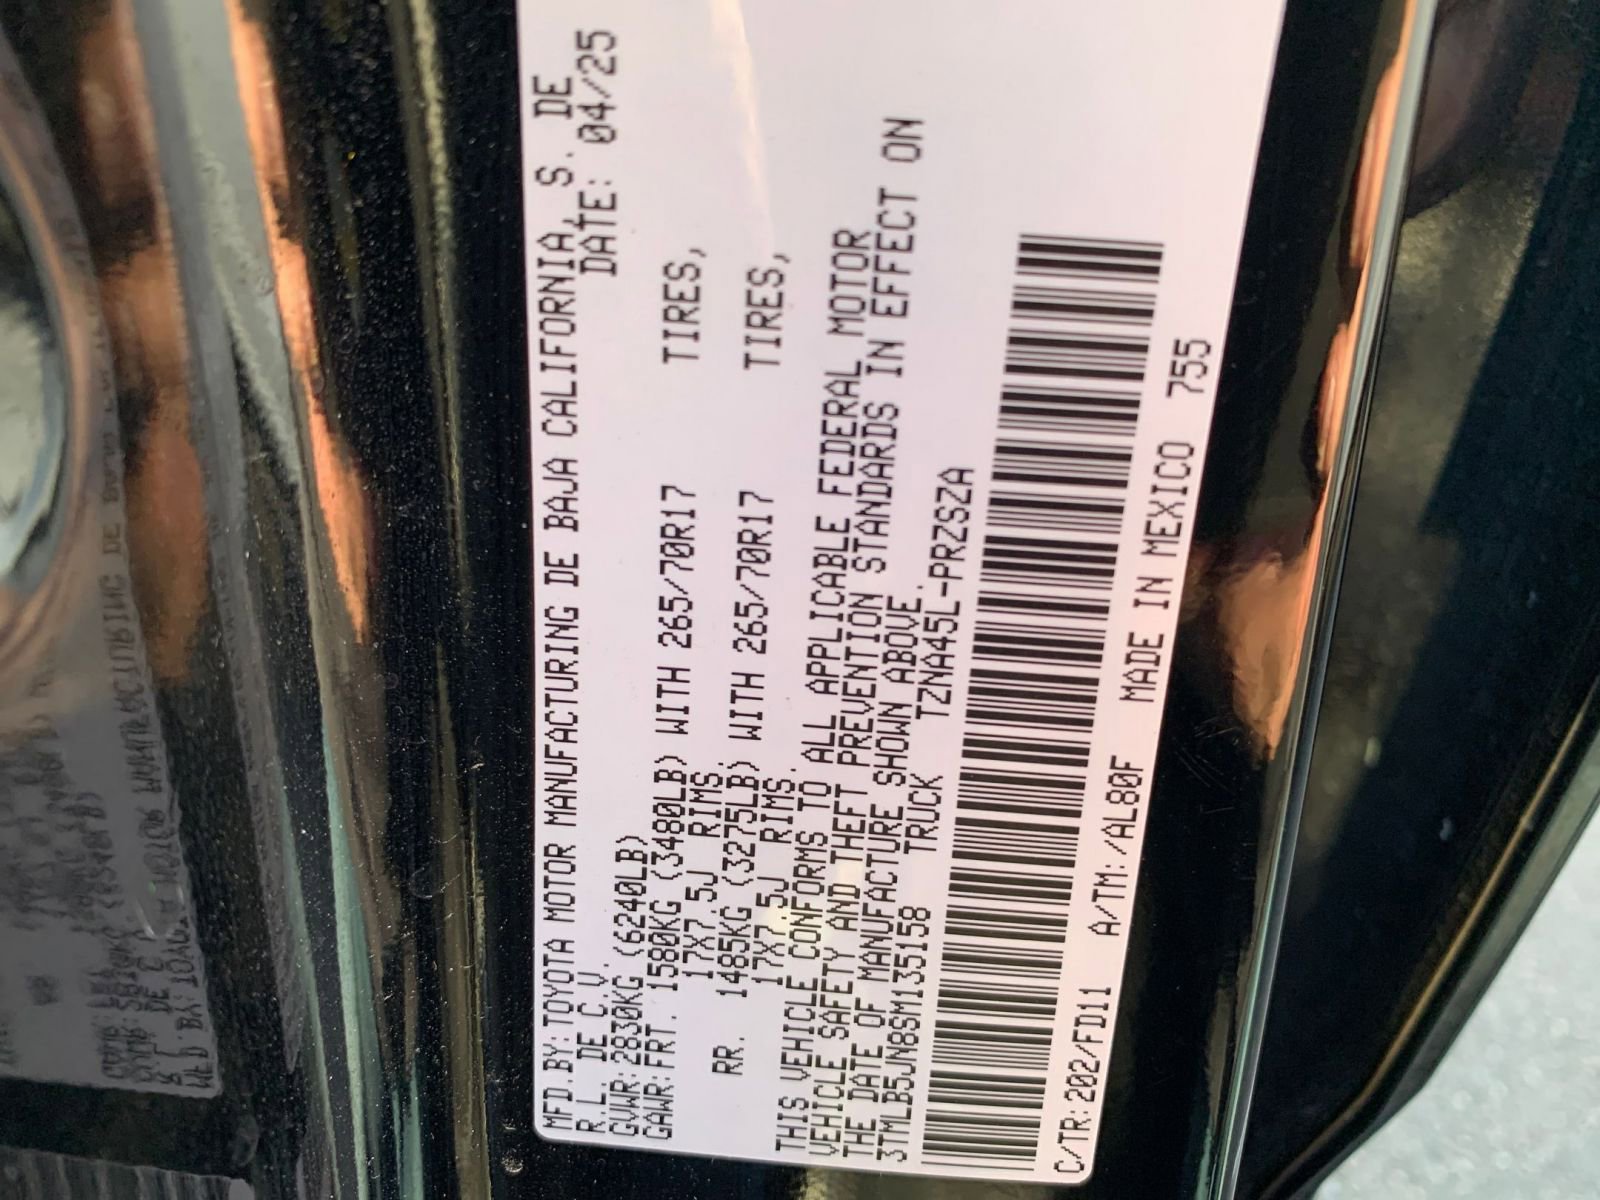 MFD.BY:TOYOTA MOTOR MANUFACTURING DE BAJA CALIFORNIA, S. DE
R.L. DE C.V. DATE: 04/25
GVWR:2830KG (6240LB)
GAWR:FRT. 1580KG (3480LB) WITH 265/70R17 TIRES,
17X7.5J RIMS.
RR. 1485KG (3275LB) WITH 265/70R17 TIRES,
17X7.5J RIMS.
THIS VEHICLE CONFORMS TO ALL APPLICABLE FEDERAL MOTOR
VEHICLE SAFETY AND THEFT PREVENTION STANDARDS IN EFFECT ON
THE DATE OF MANUFACTURE SHOWN ABOVE.
3TMLB5JN8SM135158 TRUCK TZNA45L-PRZSZA
C/TR:202/FD11 A/TM:/AL80F MADE IN MEXICO 755